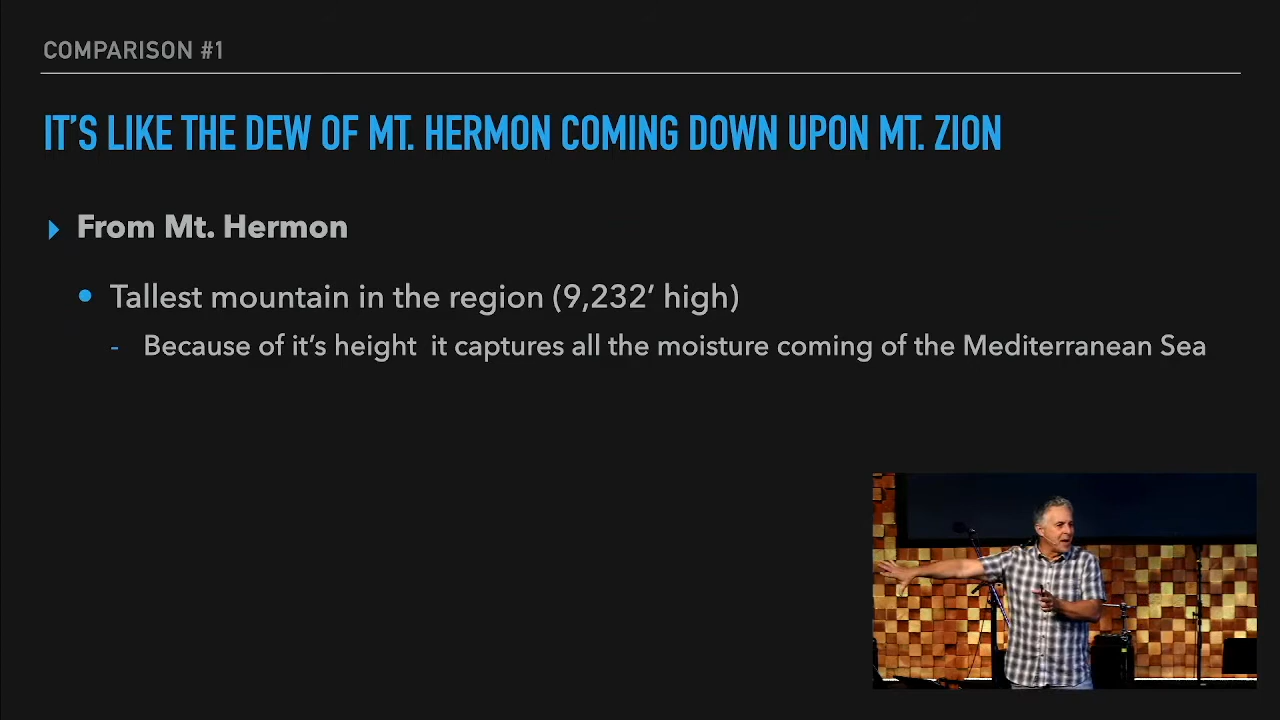 COMPARISON #1
IT'S LIKE THE DEW OF MT. HERMON COMING DOWN UPON MT. ZION
From Mt. Hermon
Tallest mountain in the region (9,232' high)
- Because of it's height  it captures all the moisture coming of the Mediterranean Sea